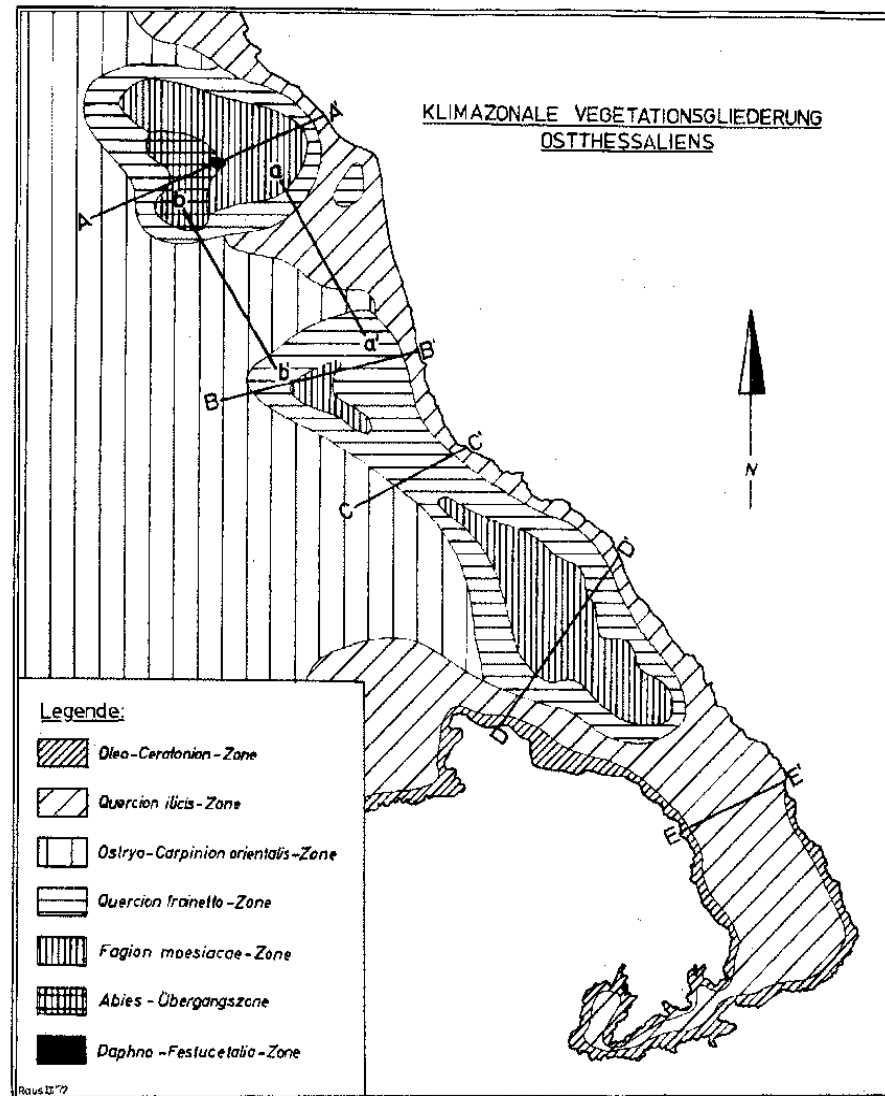 KLIMAZONALE VEGETATIONSGLIEDERUNG
OSTTHESSALIENS
A'
A
a
b
a'
b'
B'
B
C'
C
N
D'
D
E'
E
Legende:
Oleo-Ceratonion-Zone
Quercion ilicis-Zone
Ostryo-Carpinion orientalis-Zone
Quercion frainetto-Zone
Fagion moesiacae-Zone
Abies-Übergangszone
Daphno-Festucetalia-Zone